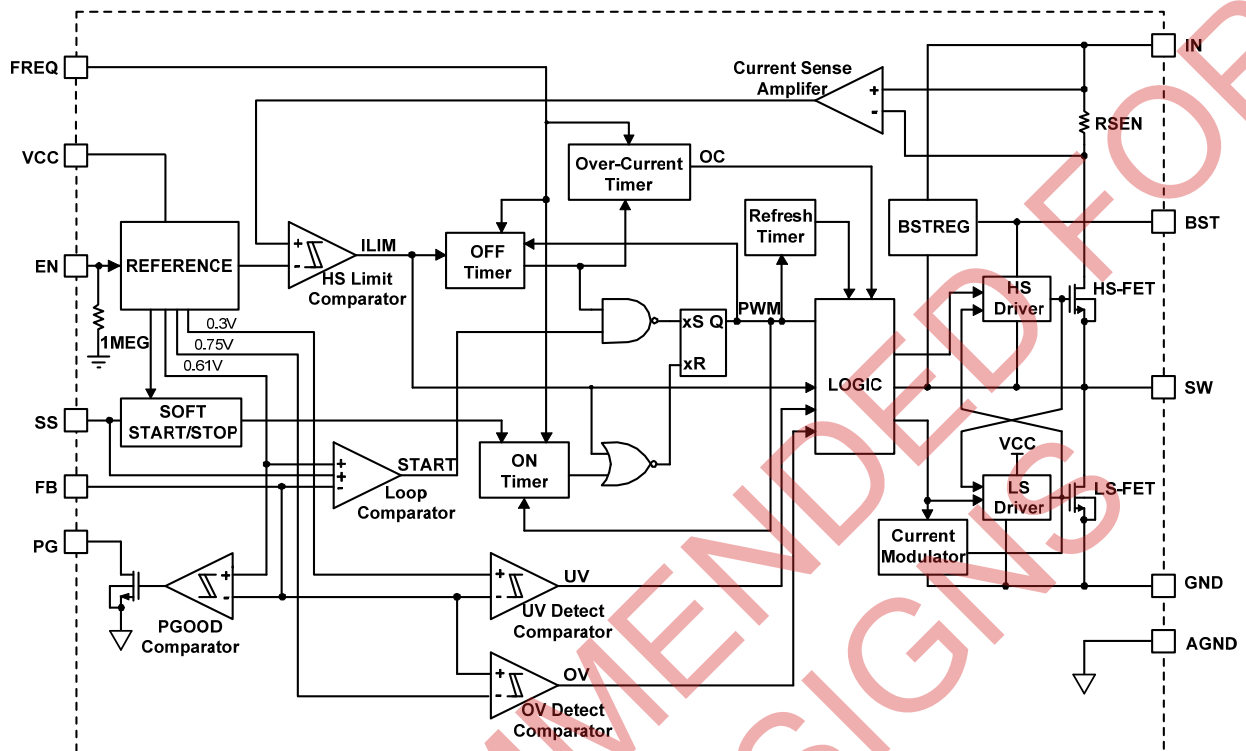 FREQ
IN
Current Sense
Amplifer
+
-
RSEN
VCC
Over-Current
Timer
OC
BST
Refresh
Timer
BSTREG
EN
REFERENCE
+
-
ILIM
HS Limit
Comparator
OFF
Timer
HS
Driver
HS-FET
1MEG
0.3V
0.75V
0.61V
PWM
xS Q
xR
LOGIC
SW
SS
SOFT
START/STOP
VCC
START
+
+
-
Loop
Comparator
ON
Timer
FB
LS
Driver
LS-FET
PG
Current
Modulator
+
-
PGOOD
Comparator
+
-
UV
UV Detect
Comparator
GND
+
-
OV
OV Detect
Comparator
AGND
MMENDED FOR
SIGNS